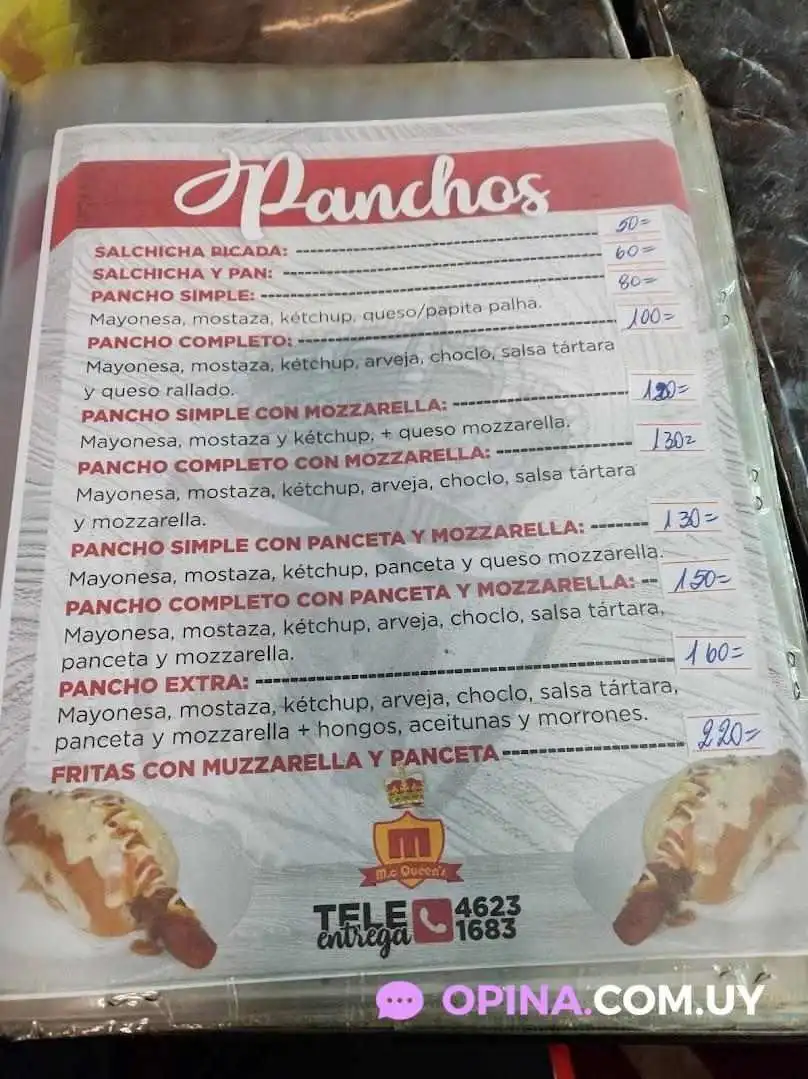 Panchos
SALCHICHA PICADA: 50=
SALCHICHA Y PAN: 60=
PANCHO SIMPLE: 80=
Mayonesa, mostaza, kétchup, queso/papita palha.
PANCHO COMPLETO: 100=
Mayonesa, mostaza, kétchup, arveja, choclo, salsa tártara
y queso rallado.
PANCHO SIMPLE CON MOZZARELLA: 120=
Mayonesa, mostaza y kétchup, + queso mozzarella.
PANCHO COMPLETO CON MOZZARELLA: 130=
Mayonesa, mostaza, kétchup, arveja, choclo, salsa tártara
y mozzarella.
PANCHO SIMPLE CON PANCETA Y MOZZARELLA: 130=
Mayonesa, mostaza, kétchup, panceta y queso mozzarella.
PANCHO COMPLETO CON PANCETA Y MOZZARELLA: 150=
Mayonesa, mostaza, kétchup, arveja, choclo, salsa tártara,
panceta y mozzarella.
PANCHO EXTRA: 160=
Mayonesa, mostaza, kétchup, arveja, choclo, salsa tártara,
panceta y mozzarella + hongos, aceitunas y morrones.
FRITAS CON MUZZARELLA Y PANCETA 220=
M
M.c Queen's
TELE entrega
4623
1683
OPINA.COM.UY